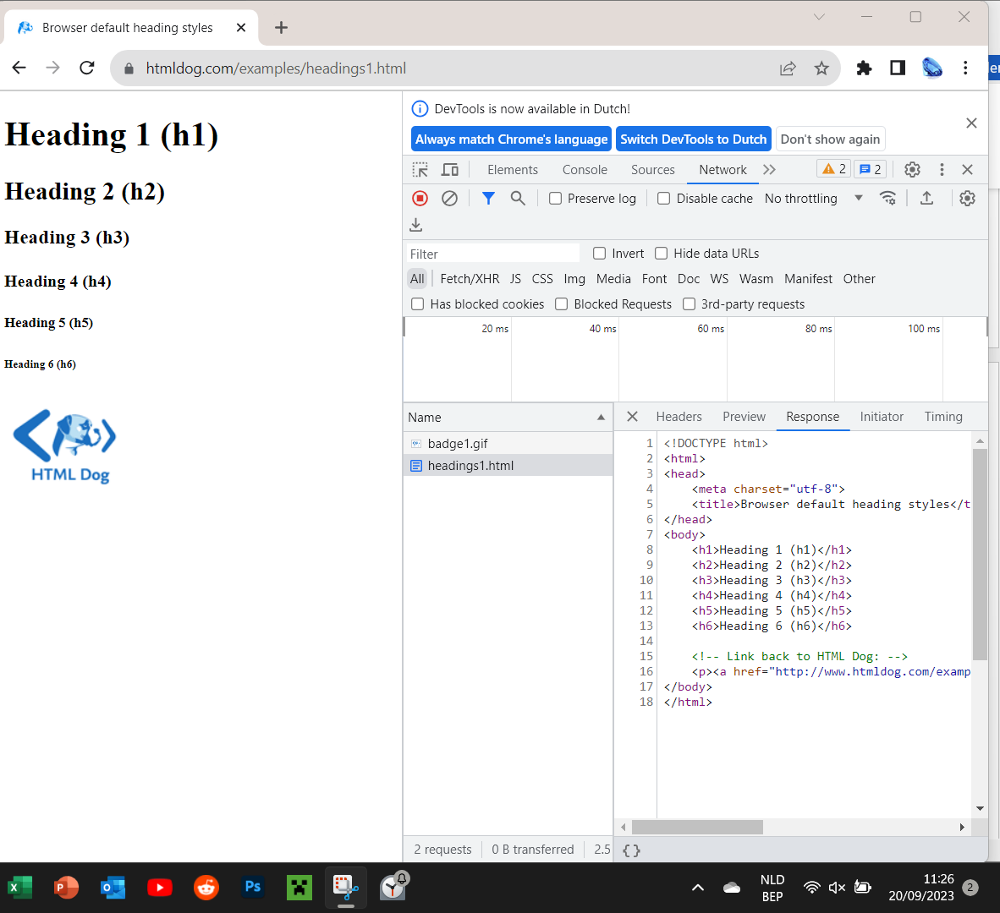 Browser default heading styles
htmldog.com/examples/headings1.html
er
Heading 1 (h1)
Heading 2 (h2)
Heading 3 (h3)
Heading 4 (h4)
Heading 5 (h5)
Heading 6 (h6)
HTML Dog
DevTools is now available in Dutch!
Always match Chrome's language
Switch DevTools to Dutch
Don't show again
Elements Console Sources Network 2 2
Preserve log Disable cache No throttling
Filter Invert Hide data URLs
All Fetch/XHR JS CSS Img Media Font Doc WS Wasm Manifest Other
Has blocked cookies Blocked Requests 3rd-party requests
20 ms 40 ms 60 ms 80 ms 100 ms
Name
badge1.gif
headings1.html
Headers Preview Response Initiator Timing
1 <!DOCTYPE html>
2 <html>
3 <head>
4 <meta charset="utf-8">
5 <title>Browser default heading styles</t
6 </head>
7 <body>
8 <h1>Heading 1 (h1)</h1>
9 <h2>Heading 2 (h2)</h2>
10 <h3>Heading 3 (h3)</h3>
11 <h4>Heading 4 (h4)</h4>
12 <h5>Heading 5 (h5)</h5>
13 <h6>Heading 6 (h6)</h6>
14
15 <!-- Link back to HTML Dog: -->
16 <p><a href="http://www.htmldog.com/examp
17 </body>
18 </html>
2 requests 0 B transferred 2.5
{ }
X P O Ps
NLD
BEP
11:26
20/09/2023
2